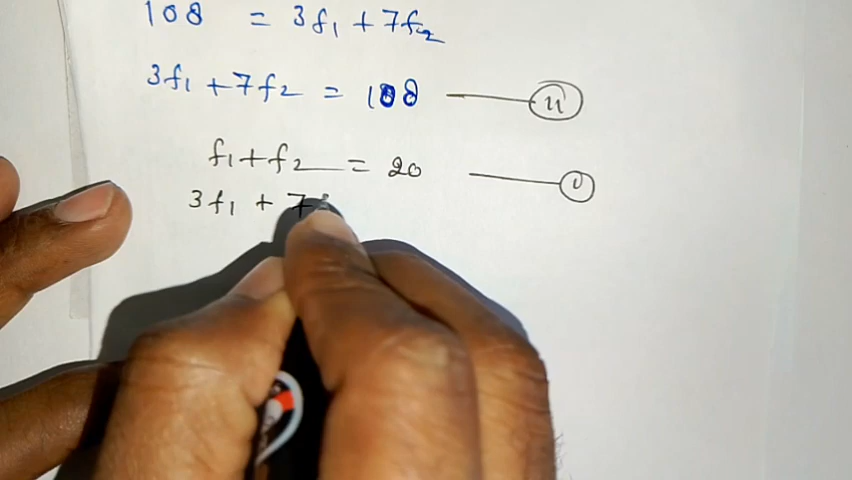 108 = 3f₁ + 7f₂
3f₁ + 7f₂ = 108 — (ii)
f₁ + f₂ = 20 — (i)
3f₁ + 7